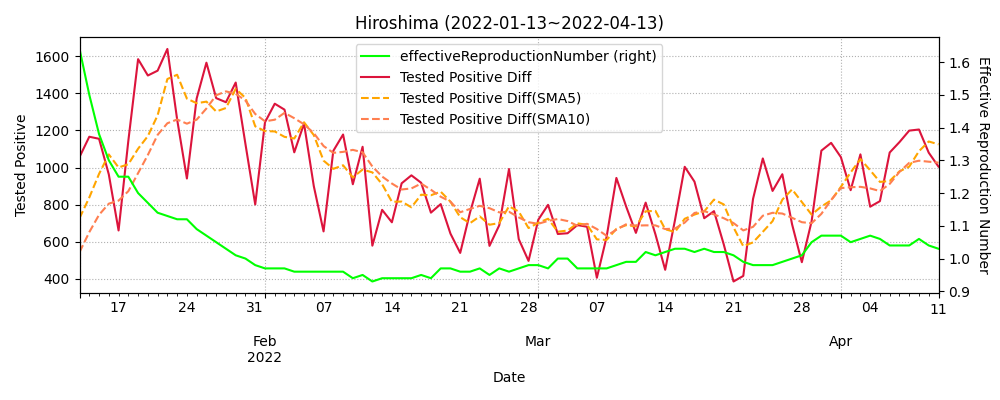 Hiroshima (2022-01-13~2022-04-13)
effectiveReproductionNumber (right)
Tested Positive Diff
Tested Positive Diff(SMA5)
Tested Positive Diff(SMA10)
Tested Positive
1600
1400
1200
1000
800
600
400
Effective Reproduction Number
1.6
1.5
1.4
1.3
1.2
1.1
1.0
0.9
17 24 31 07 14 21 28 07 14 21 28 04 11
Feb Mar Apr
2022
Date